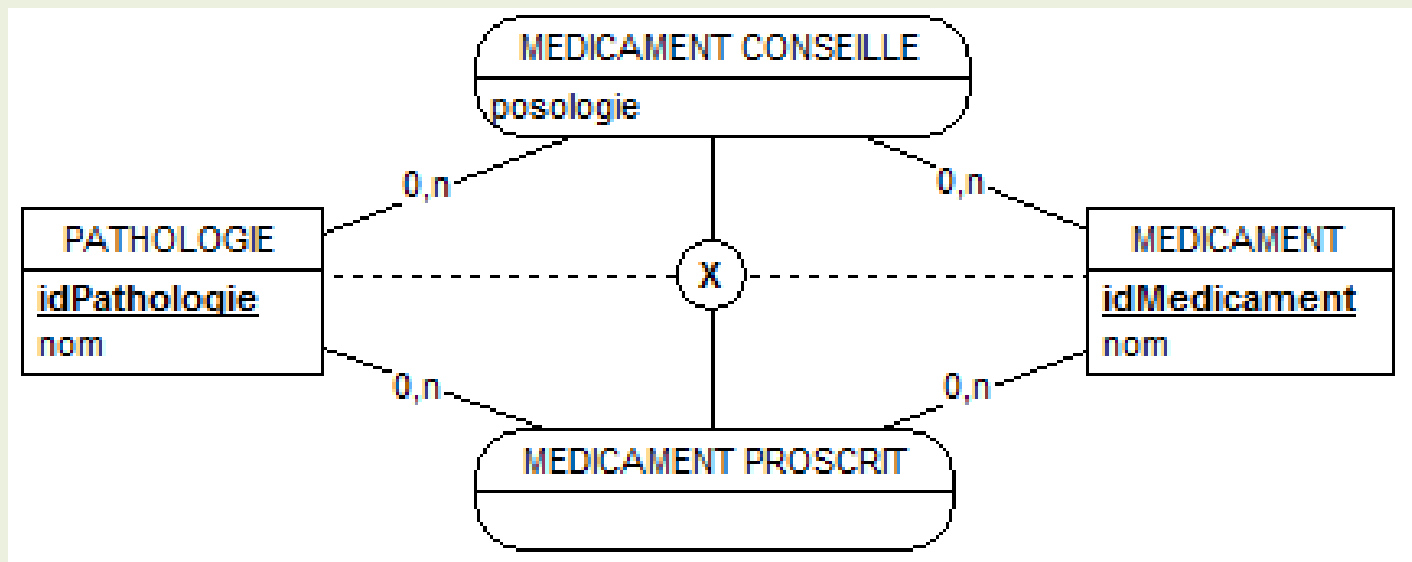 MEDICAMENT CONSEILLE
posologie
0,n
0,n
PATHOLOGIE
idPathologie
nom
X
MEDICAMENT
idMedicament
nom
0,n
0,n
MEDICAMENT PROSCRIT